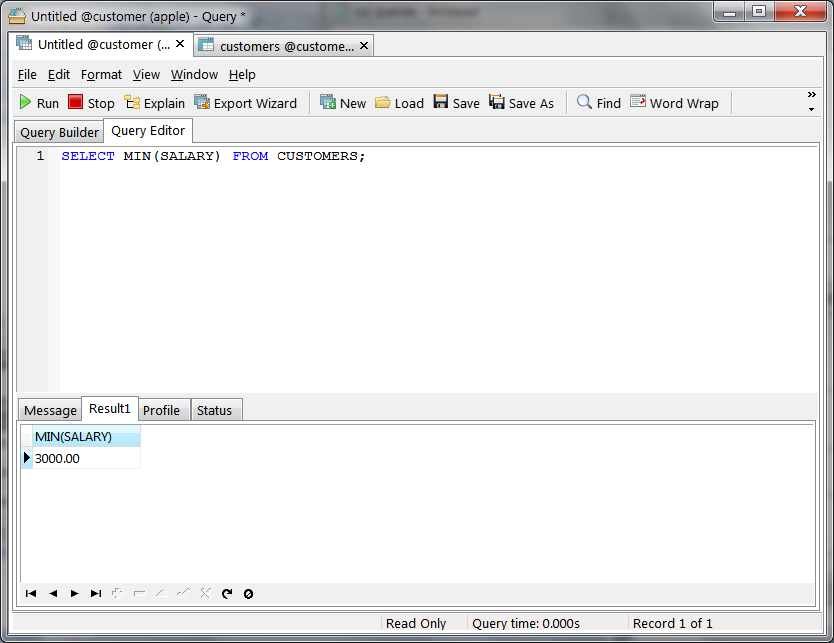 Untitled @customer (apple) - Query *
Untitled @customer (... customers @custome...
File Edit Format View Window Help
Run Stop Explain Export Wizard New Load Save Save As Find Word Wrap
Query Builder Query Editor
1 SELECT MIN(SALARY) FROM CUSTOMERS;
Message Result1 Profile Status
MIN(SALARY)
3000.00
Read Only Query time: 0.000s Record 1 of 1